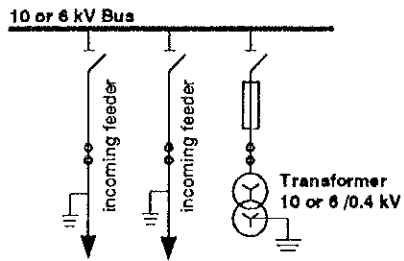 10 or 6 kV Bus
incoming feeder
incoming feeder
Transformer
10 or 6 /0.4 kV